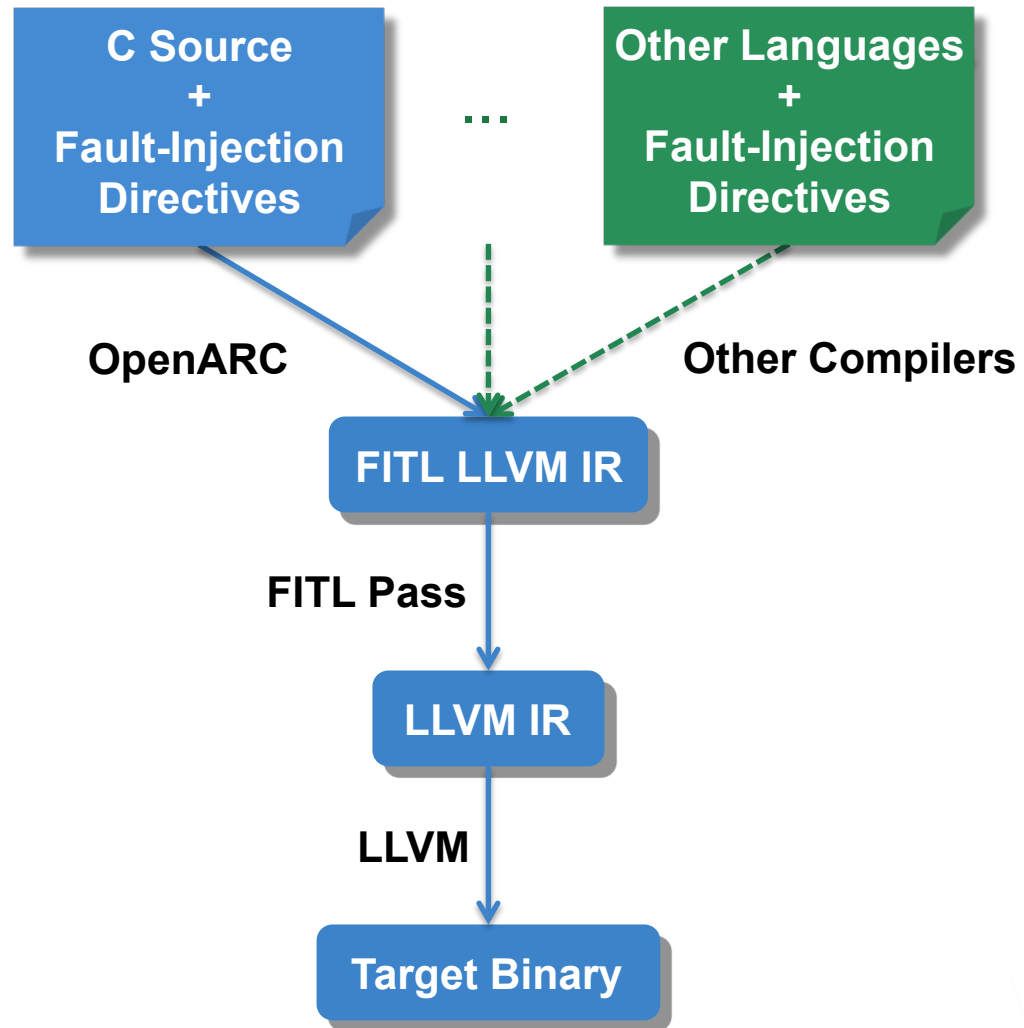 C Source
+
Fault-Injection
Directives
...
Other Languages
+
Fault-Injection
Directives
OpenARC
Other Compilers
FITL LLVM IR
FITL Pass
LLVM IR
LLVM
Target Binary